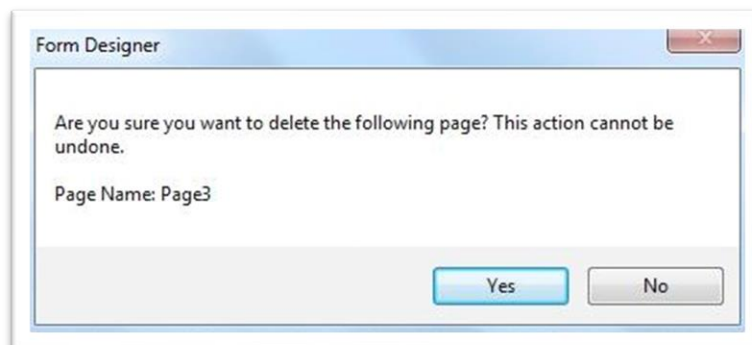 Form Designer
Are you sure you want to delete the following page? This action cannot be
undone.
Page Name: Page3
Yes No